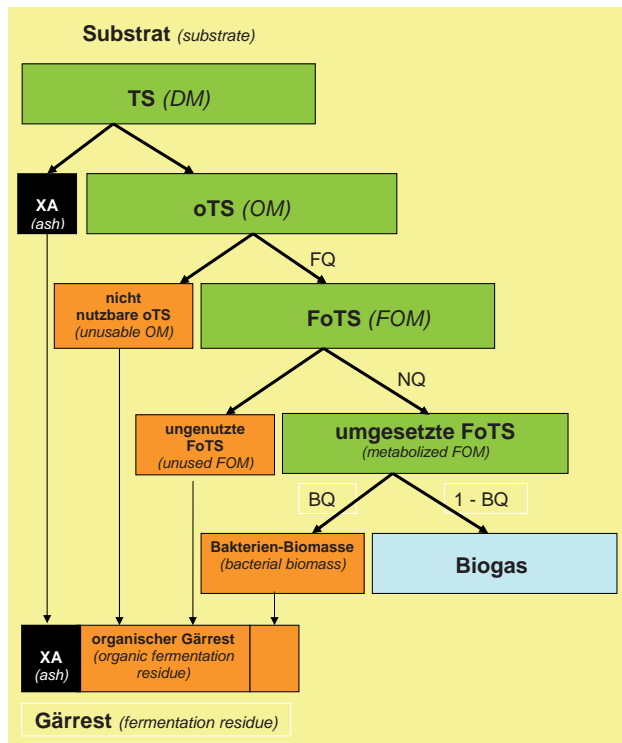 Substrat (substrate)
TS (DM)
XA
(ash)
oTS (OM)
FQ
nicht
nutzbare oTS
(unusable OM)
FoTS (FOM)
NQ
ungenutzte
FoTS
(unused FOM)
umgesetzte FoTS
(metabolized FOM)
BQ
1 - BQ
Bakterien-Biomasse
(bacterial biomass)
Biogas
XA
(ash)
organischer Gärrest
(organic fermentation
residue)
Gärrest (fermentation residue)